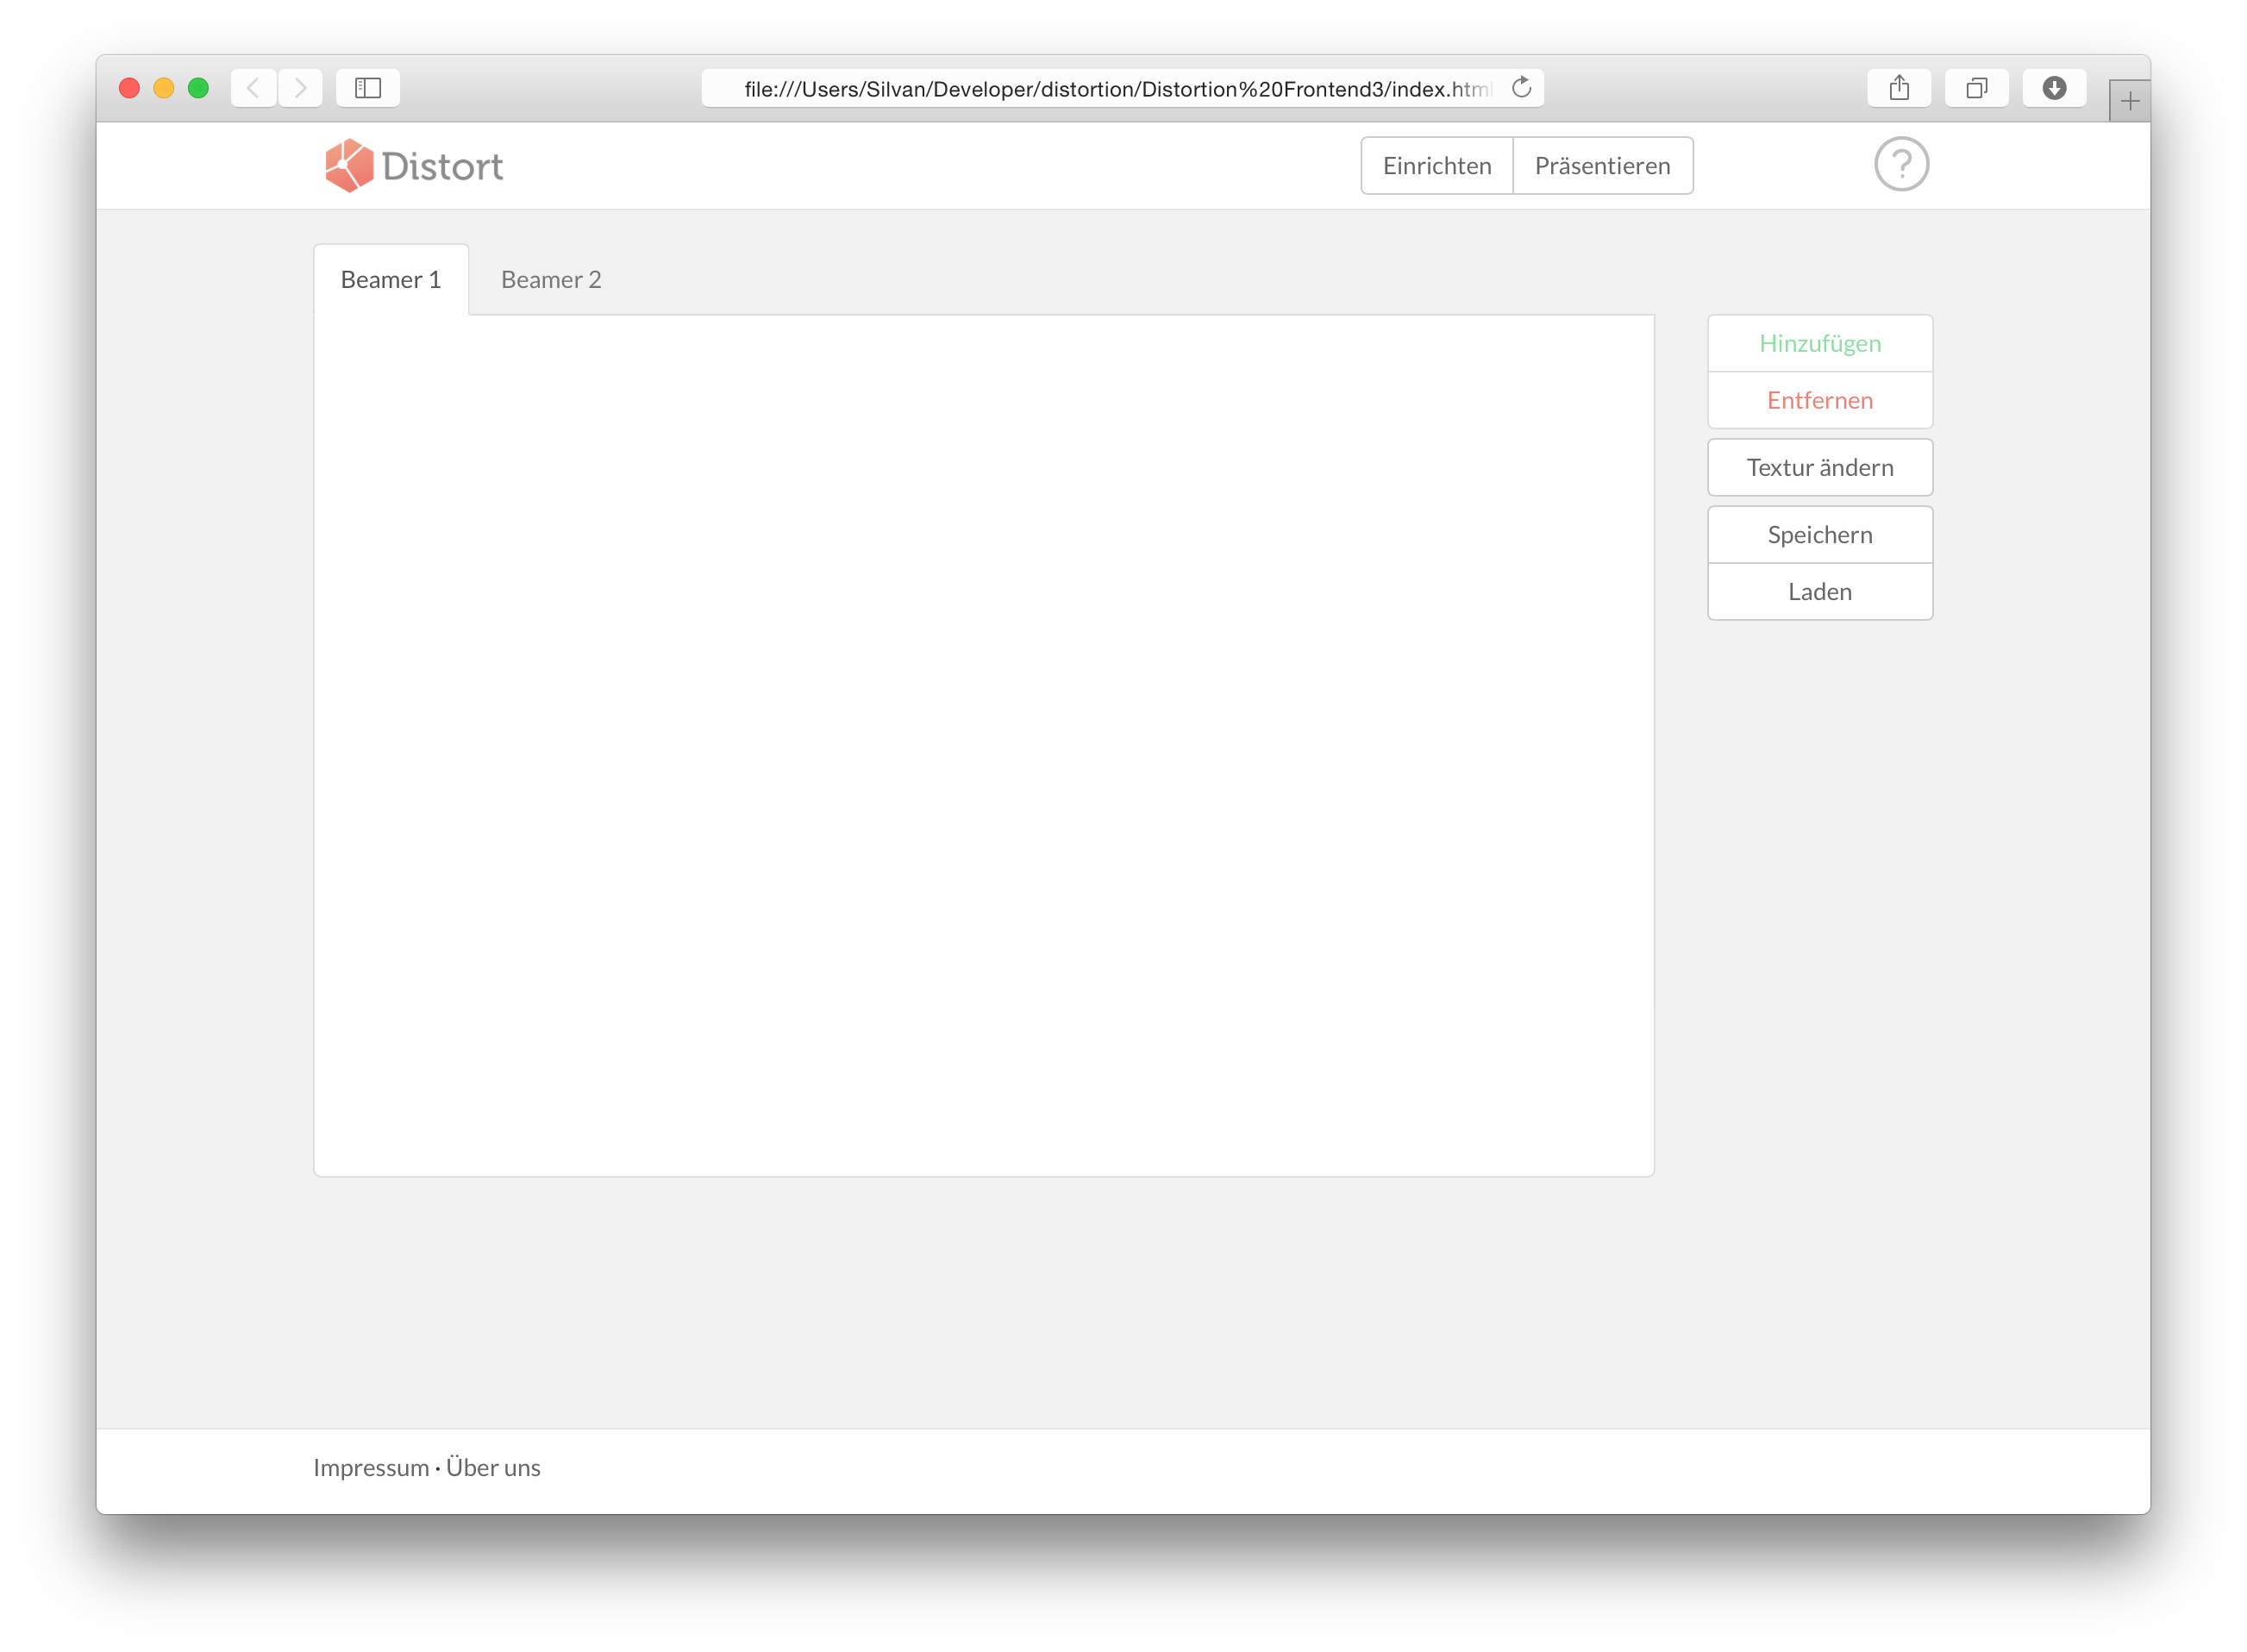 file:///Users/Silvan/Developer/distortion/Distortion%20Frontend3/index.html
Distort
Einrichten
Präsentieren
?
Beamer 1
Beamer 2
Hinzufügen
Entfernen
Textur ändern
Speichern
Laden
Impressum · Über uns